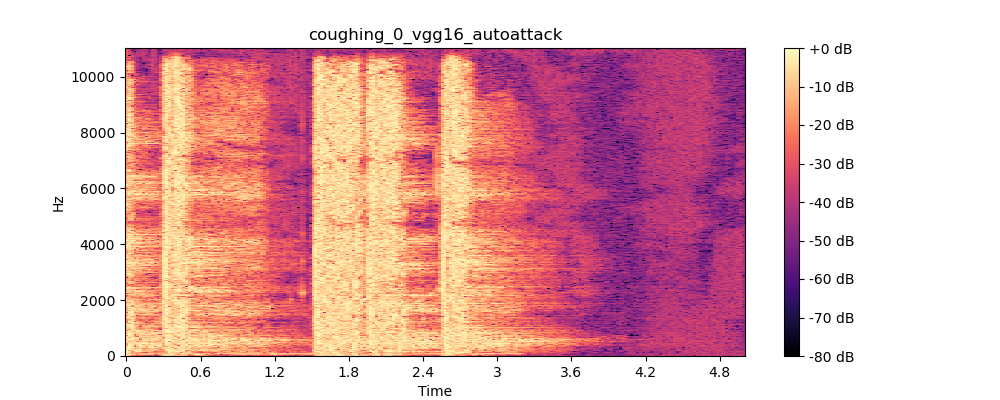 coughing_0_vgg16_autoattack
Hz
10000
8000
6000
4000
2000
0
0 0.6 1.2 1.8 2.4 3 3.6 4.2 4.8
Time
+0 dB
-10 dB
-20 dB
-30 dB
-40 dB
-50 dB
-60 dB
-70 dB
-80 dB